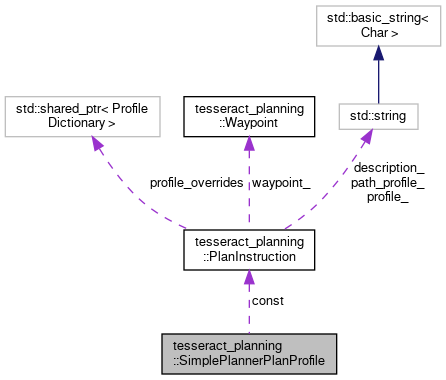 std::basic_string<
Char >
std::shared_ptr< Profile
Dictionary >
tesseract_planning
::Waypoint
std::string
profile_overrides
waypoint_
description_
path_profile_
profile_
tesseract_planning
::PlanInstruction
const
tesseract_planning
::SimplePlannerPlanProfile